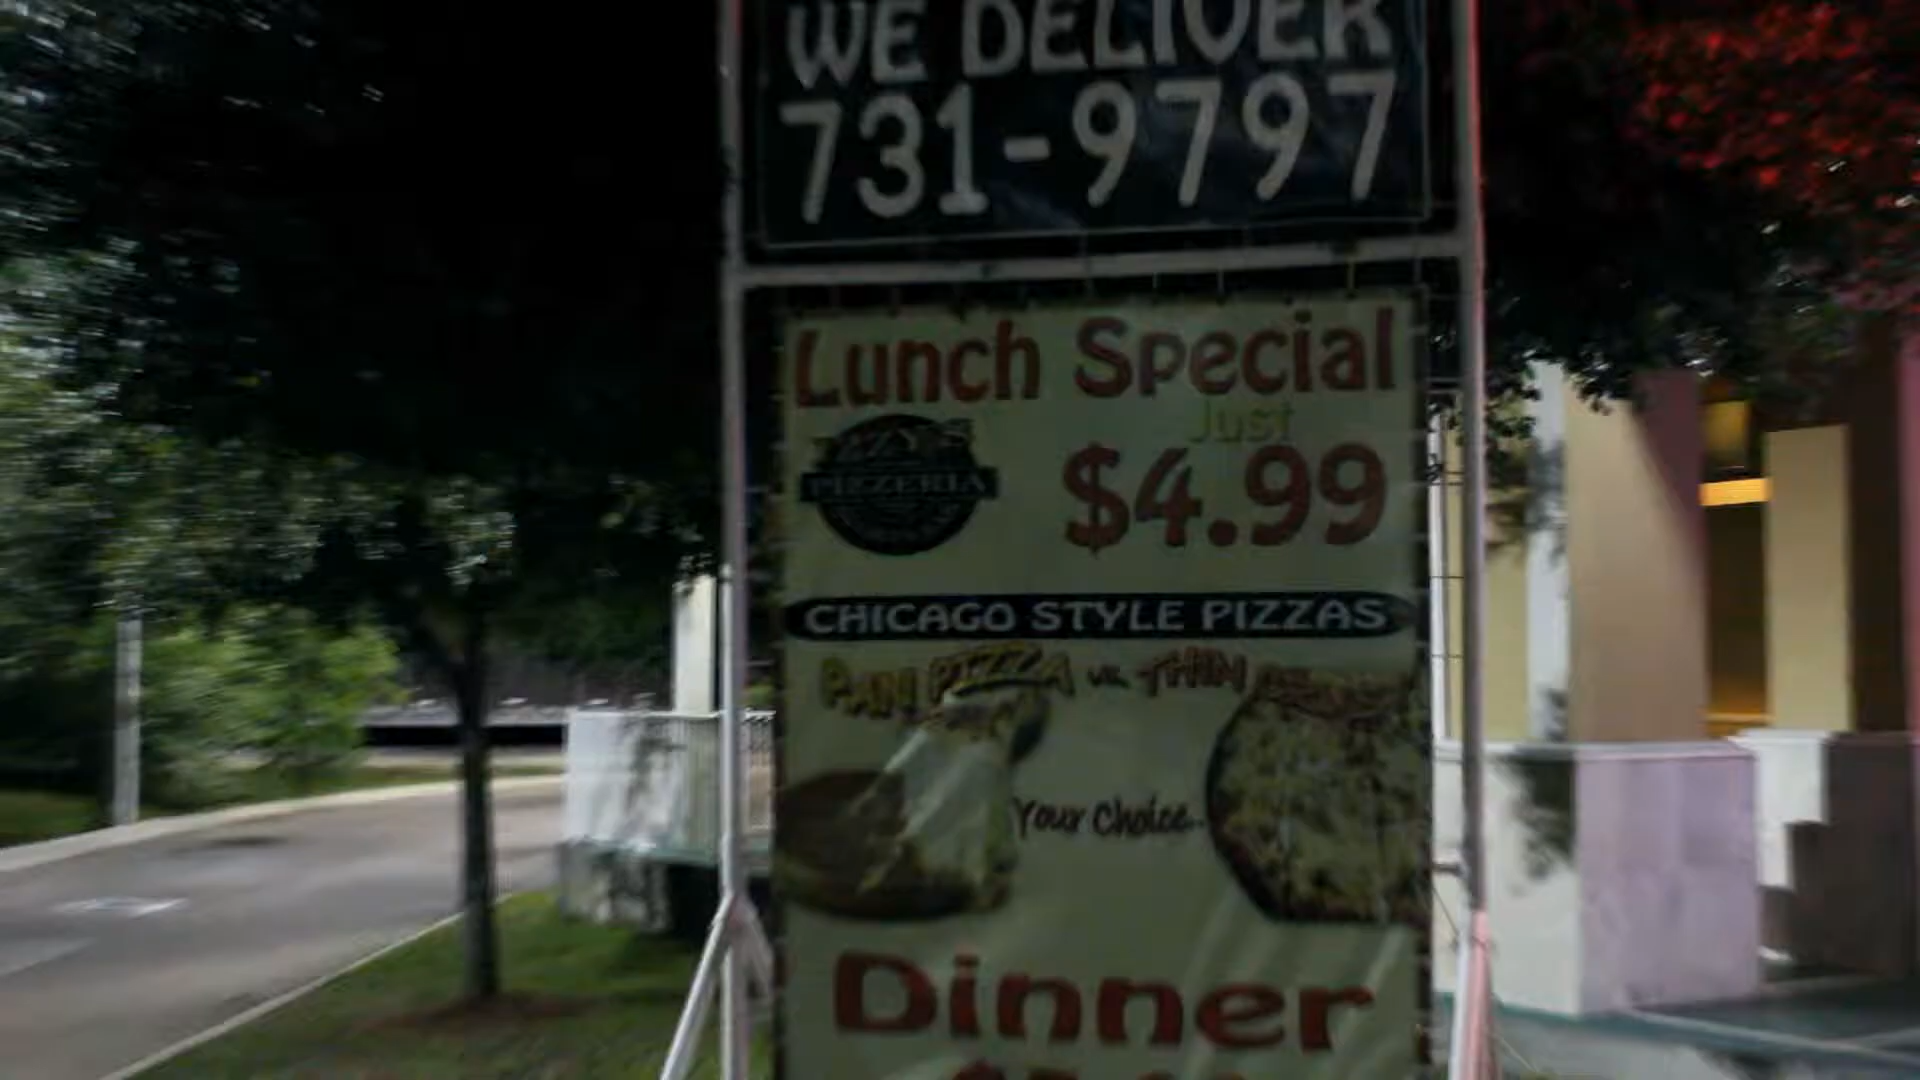 WE DELIVER
731-9797
Lunch Special
Just
$4.99
PIZZERIA
CHICAGO STYLE PIZZAS
PAN PIZZA vs. THIN
Your Choice
Dinner